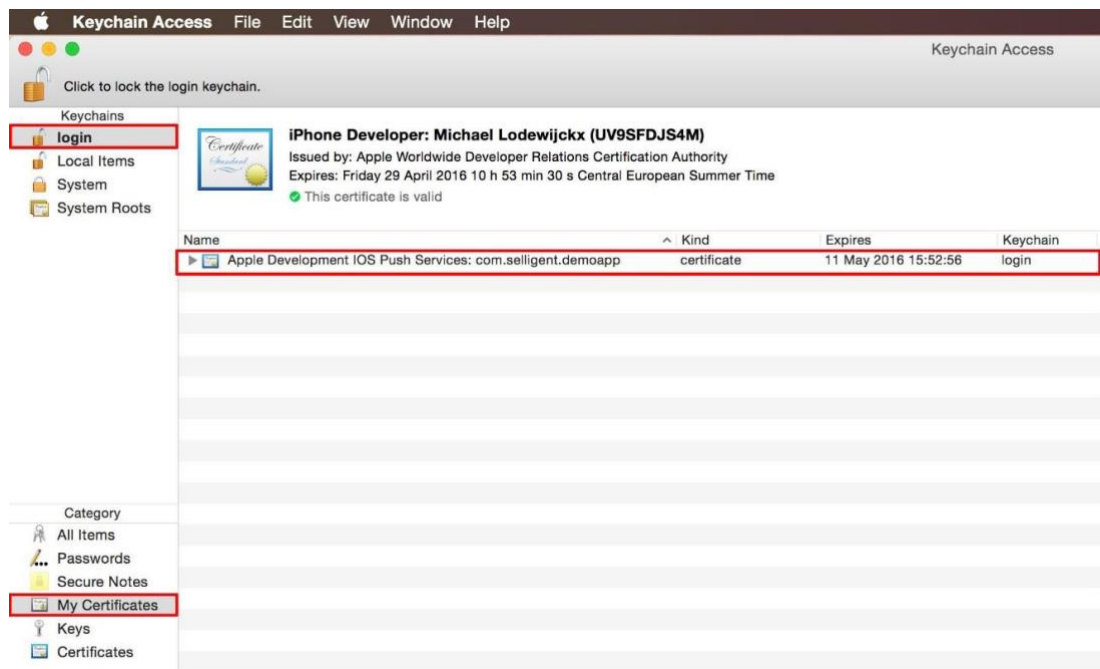 Keychain Access File Edit View Window Help
Keychain Access
Click to lock the login keychain.
Keychains
login
Local Items
System
System Roots
Certificate
Standard
iPhone Developer: Michael Lodewijckx (UV9SFDJS4M)
Issued by: Apple Worldwide Developer Relations Certification Authority
Expires: Friday 29 April 2016 10 h 53 min 30 s Central European Summer Time
This certificate is valid
Name Kind Expires Keychain
Apple Development IOS Push Services: com.selligent.demoapp certificate 11 May 2016 15:52:56 login
Category
All Items
Passwords
Secure Notes
My Certificates
Keys
Certificates